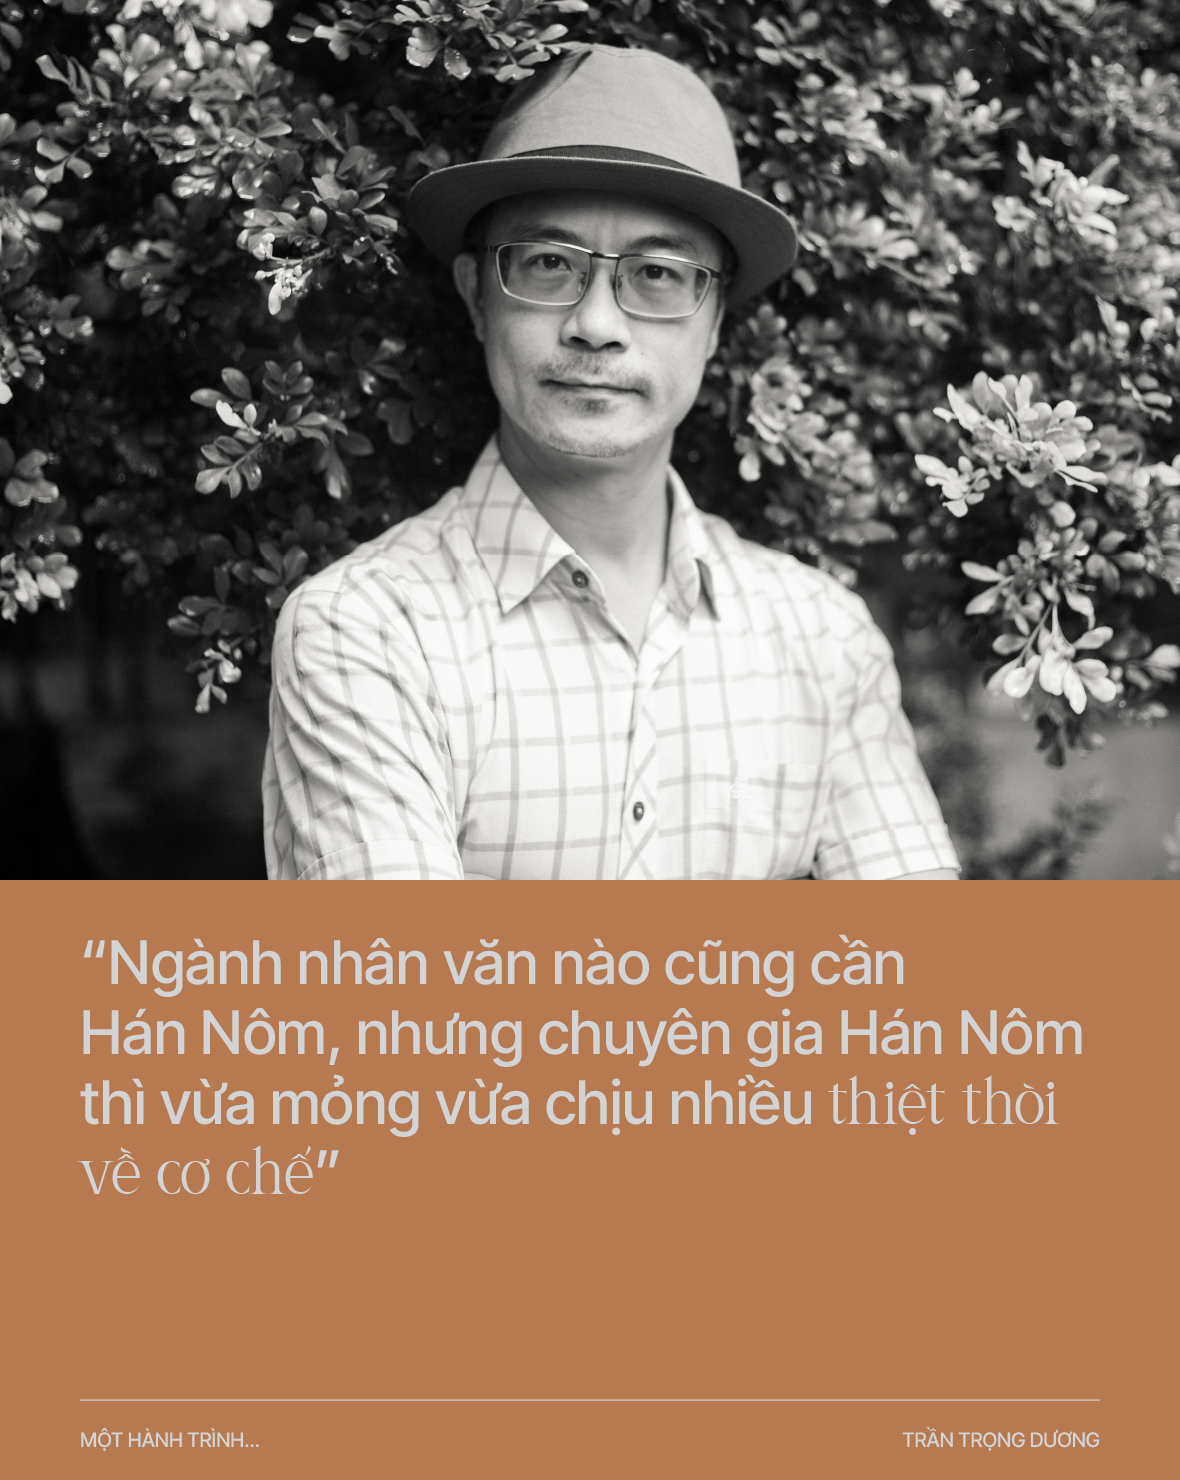 “Ngành nhân văn nào cũng cần
Hán Nôm, nhưng chuyên gia Hán Nôm
thì vừa mỏng vừa chịu nhiều thiệt thòi
về cơ chế”
MỘT HÀNH TRÌNH...
TRẦN TRỌNG DƯƠNG